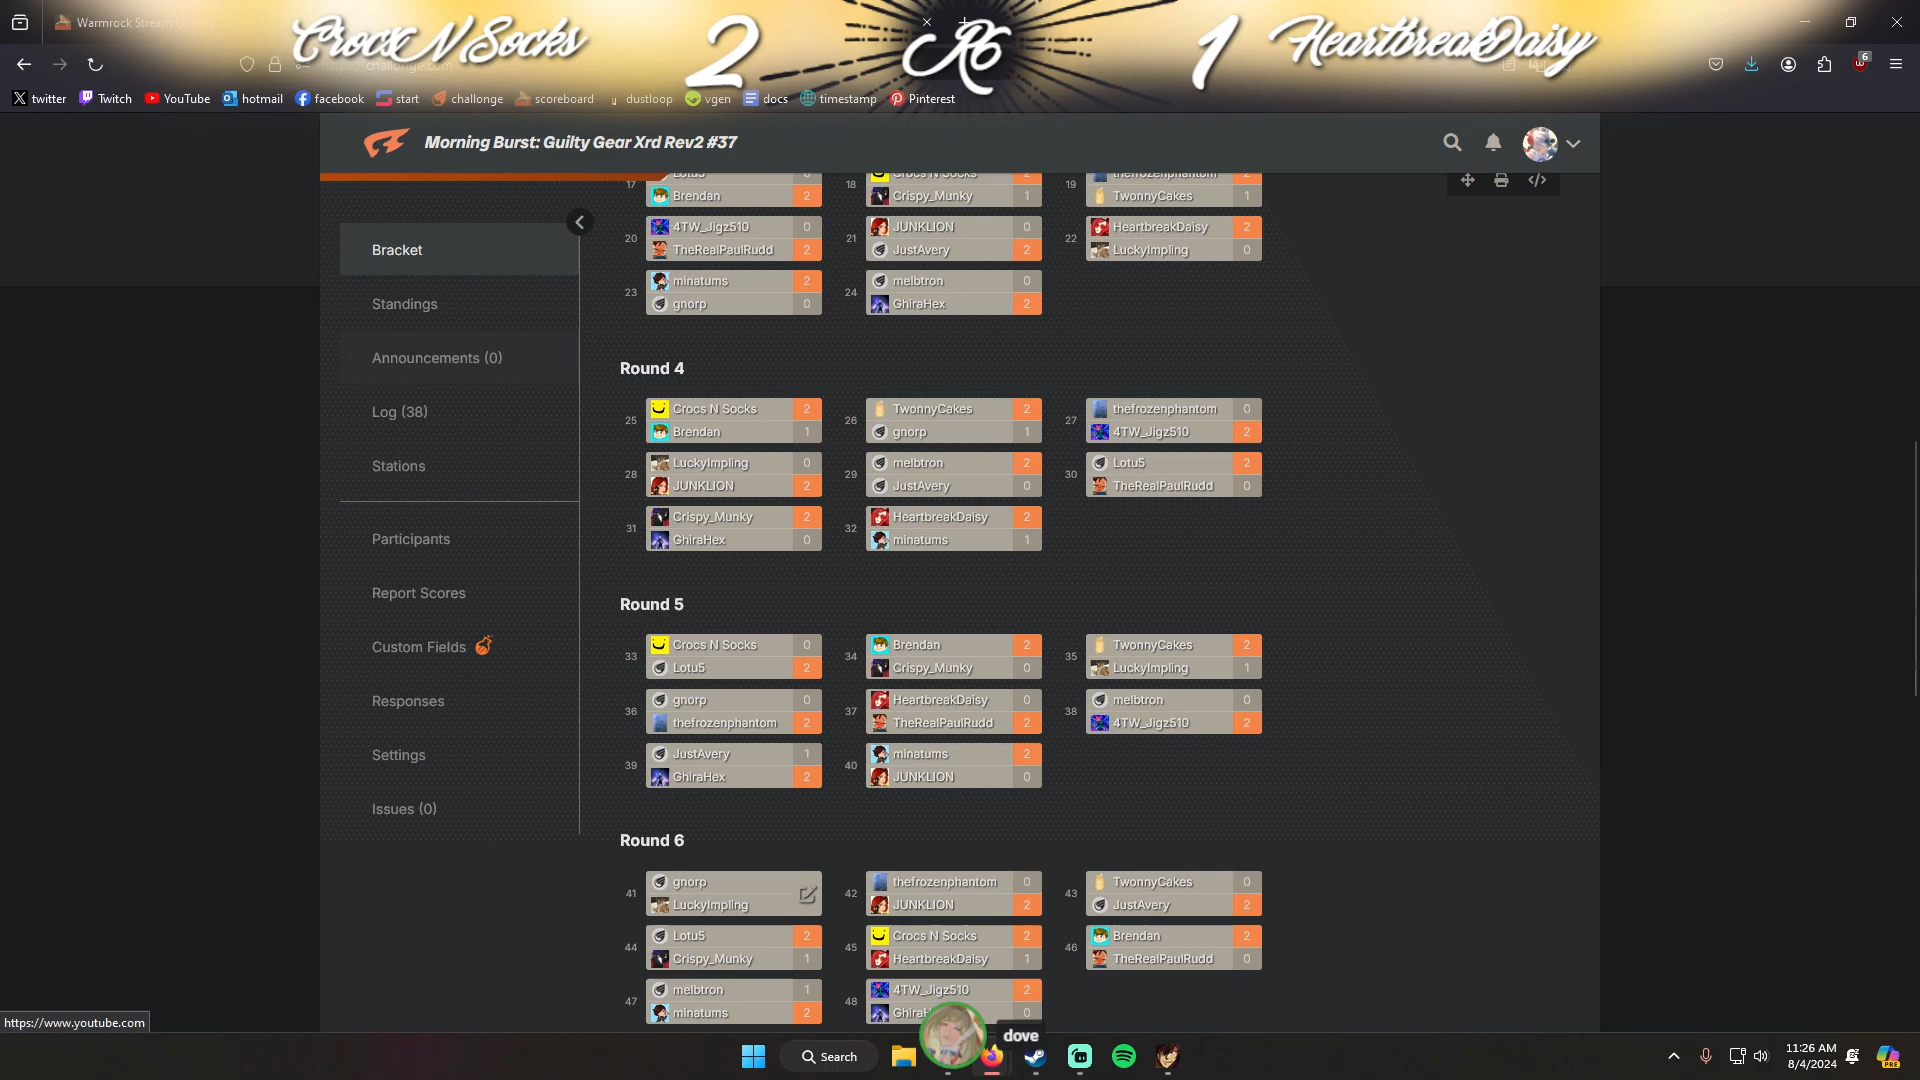 Warmrock Stream
Crocs N Socks 2 R6 1 HeartbreakDaisy
challonge.com
6
twitter Twitch YouTube hotmail facebook start challonge scoreboard dustloop vgen docs timestamp Pinterest
Morning Burst: Guilty Gear Xrd Rev2 #37
Bracket
Standings
Announcements (0)
Log (38)
Stations
Participants
Report Scores
Custom Fields
Responses
Settings
Issues (0)
17 Lotu5
Brendan 2
18 Crocs N Socks 2
Crispy_Munky 1
19 thefrozenphantom 2
TwonnyCakes 1
20 4TW_Jigz510 0
TheRealPaulRudd 2
21 JUNKLION 0
JustAvery 2
22 HeartbreakDaisy 2
LuckyImpling 0
23 minatums 2
gnorp 0
24 melbtron 0
GhiraHex 2
Round 4
25 Crocs N Socks 2
Brendan 1
26 TwonnyCakes 2
gnorp 1
27 thefrozenphantom 0
4TW_Jigz510 2
28 LuckyImpling 0
JUNKLION 2
29 melbtron 2
JustAvery 0
30 Lotu5 2
TheRealPaulRudd 0
31 Crispy_Munky 2
GhiraHex 0
32 HeartbreakDaisy 2
minatums 1
Round 5
33 Crocs N Socks 0
Lotu5 2
34 Brendan 2
Crispy_Munky 0
35 TwonnyCakes 2
LuckyImpling 1
36 gnorp 0
thefrozenphantom 2
37 HeartbreakDaisy 0
TheRealPaulRudd 2
38 melbtron 0
4TW_Jigz510 2
39 JustAvery 1
GhiraHex 2
40 minatums 2
JUNKLION 0
Round 6
41 gnorp
LuckyImpling
42 thefrozenphantom 0
JUNKLION 2
43 TwonnyCakes 0
JustAvery 2
44 Lotu5 2
Crispy_Munky 1
45 Crocs N Socks 2
HeartbreakDaisy 1
46 Brendan 2
TheRealPaulRudd 0
47 melbtron 1
minatums 2
48 4TW_Jigz510 2
0
https://www.youtube.com
dove
Search
11:26 AM
8/4/2024
PRE